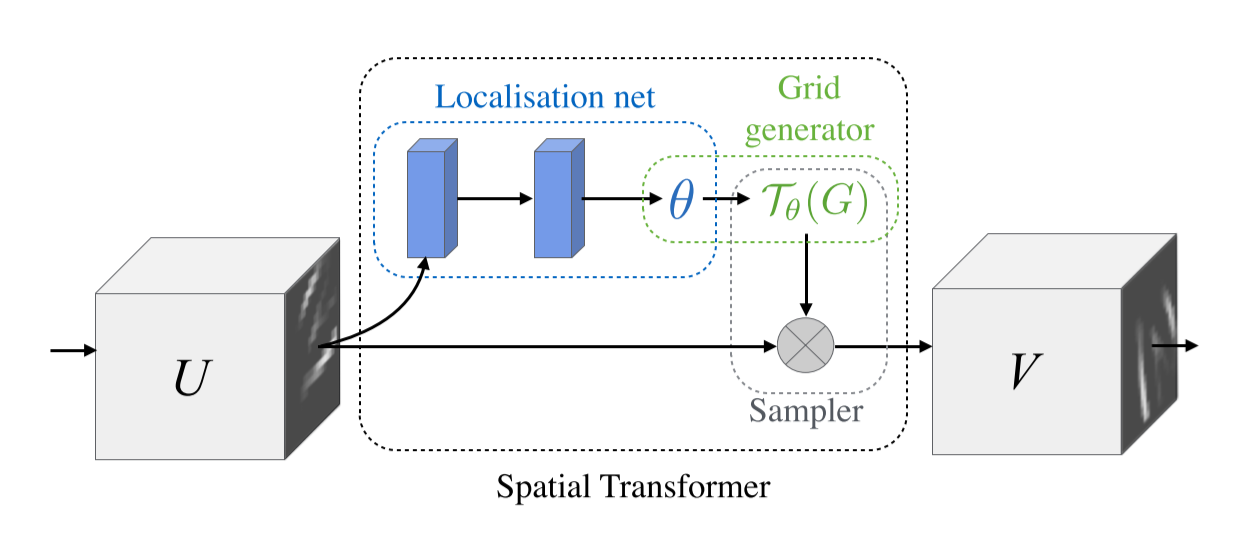 Localisation net
Grid
generator
θ
𝒯θ(G)
U
V
Sampler
Spatial Transformer